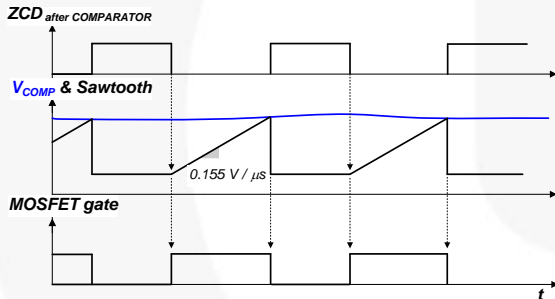 ZCD after COMPARATOR
VCOMP & Sawtooth
0.155 V / μs
MOSFET gate
t